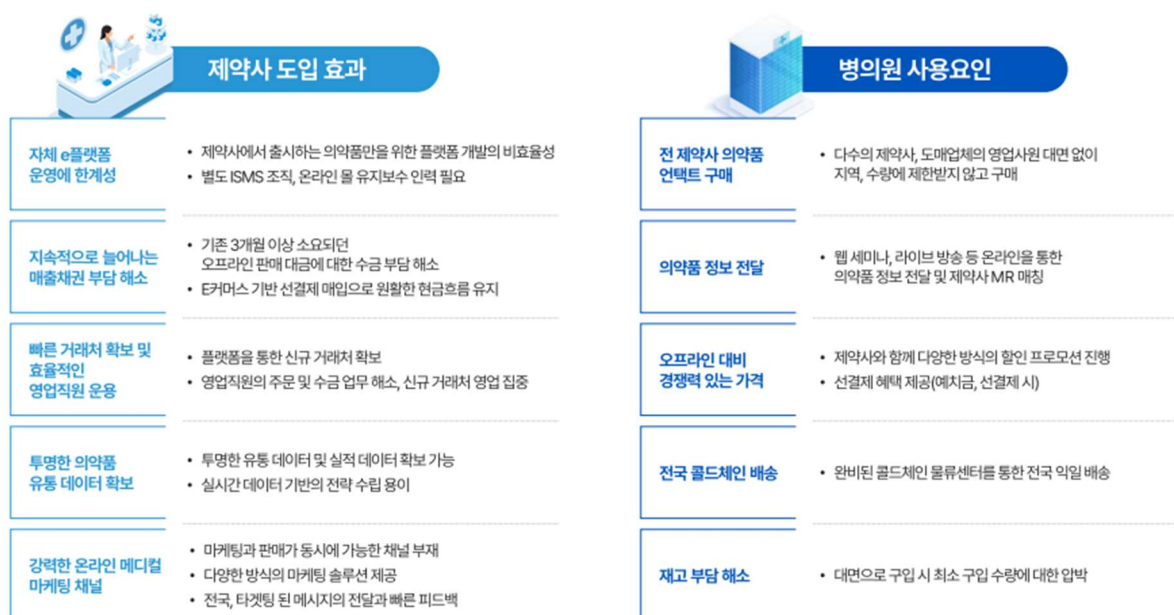 제약사 도입 효과
자체 e플랫폼
운영에 한계성
• 제약사에서 출시하는 의약품만을 위한 플랫폼 개발의 비효율성
• 별도 ISMS 조직, 온라인 몰 유지보수 인력 필요
지속적으로 늘어나는
매출채권 부담 해소
• 기존 3개월 이상 소요되던
오프라인 판매 대금에 대한 수금 부담 해소
• E커머스 기반 선결제 매입으로 원활한 현금흐름 유지
빠른 거래처 확보 및
효율적인
영업직원 운용
• 플랫폼을 통한 신규 거래처 확보
• 영업직원의 주문 및 수금 업무 해소, 신규 거래처 영업 집중
투명한 의약품
유통 데이터 확보
• 투명한 유통 데이터 및 실적 데이터 확보 가능
• 실시간 데이터 기반의 전략 수립 용이
강력한 온라인 메디컬
마케팅 채널
• 마케팅과 판매가 동시에 가능한 채널 부재
• 다양한 방식의 마케팅 솔루션 제공
• 전국, 타겟팅 된 메시지의 전달과 빠른 피드백
병의원 사용요인
전 제약사 의약품
언택트 구매
• 다수의 제약사, 도매업체의 영업사원 대면 없이
지역, 수량에 제한받지 않고 구매
의약품 정보 전달
• 웹 세미나, 라이브 방송 등 온라인을 통한
의약품 정보 전달 및 제약사 MR 매칭
오프라인 대비
경쟁력 있는 가격
• 제약사와 함께 다양한 방식의 할인 프로모션 진행
• 선결제 혜택 제공(예치금, 선결제 시)
전국 콜드체인 배송
• 완비된 콜드체인 물류센터를 통한 전국 익일 배송
재고 부담 해소
• 대면으로 구입 시 최소 구입 수량에 대한 압박